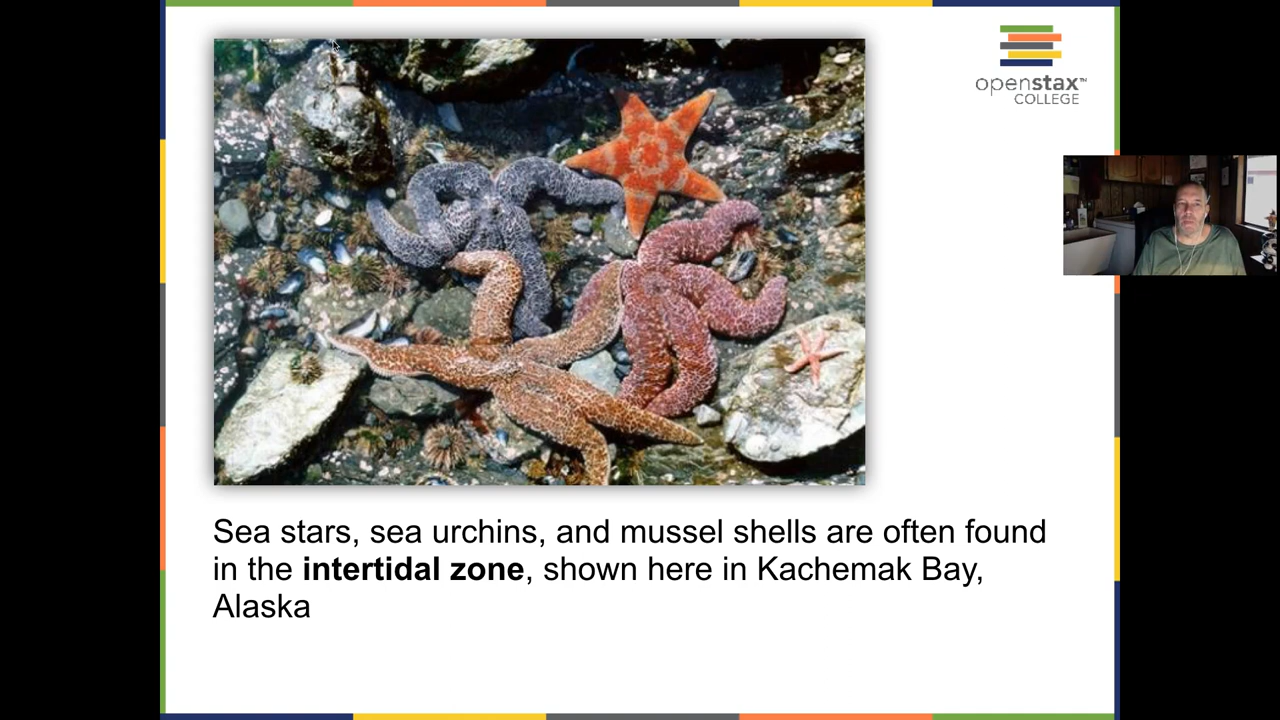 openstax™
COLLEGE
Sea stars, sea urchins, and mussel shells are often found
in the intertidal zone, shown here in Kachemak Bay,
Alaska